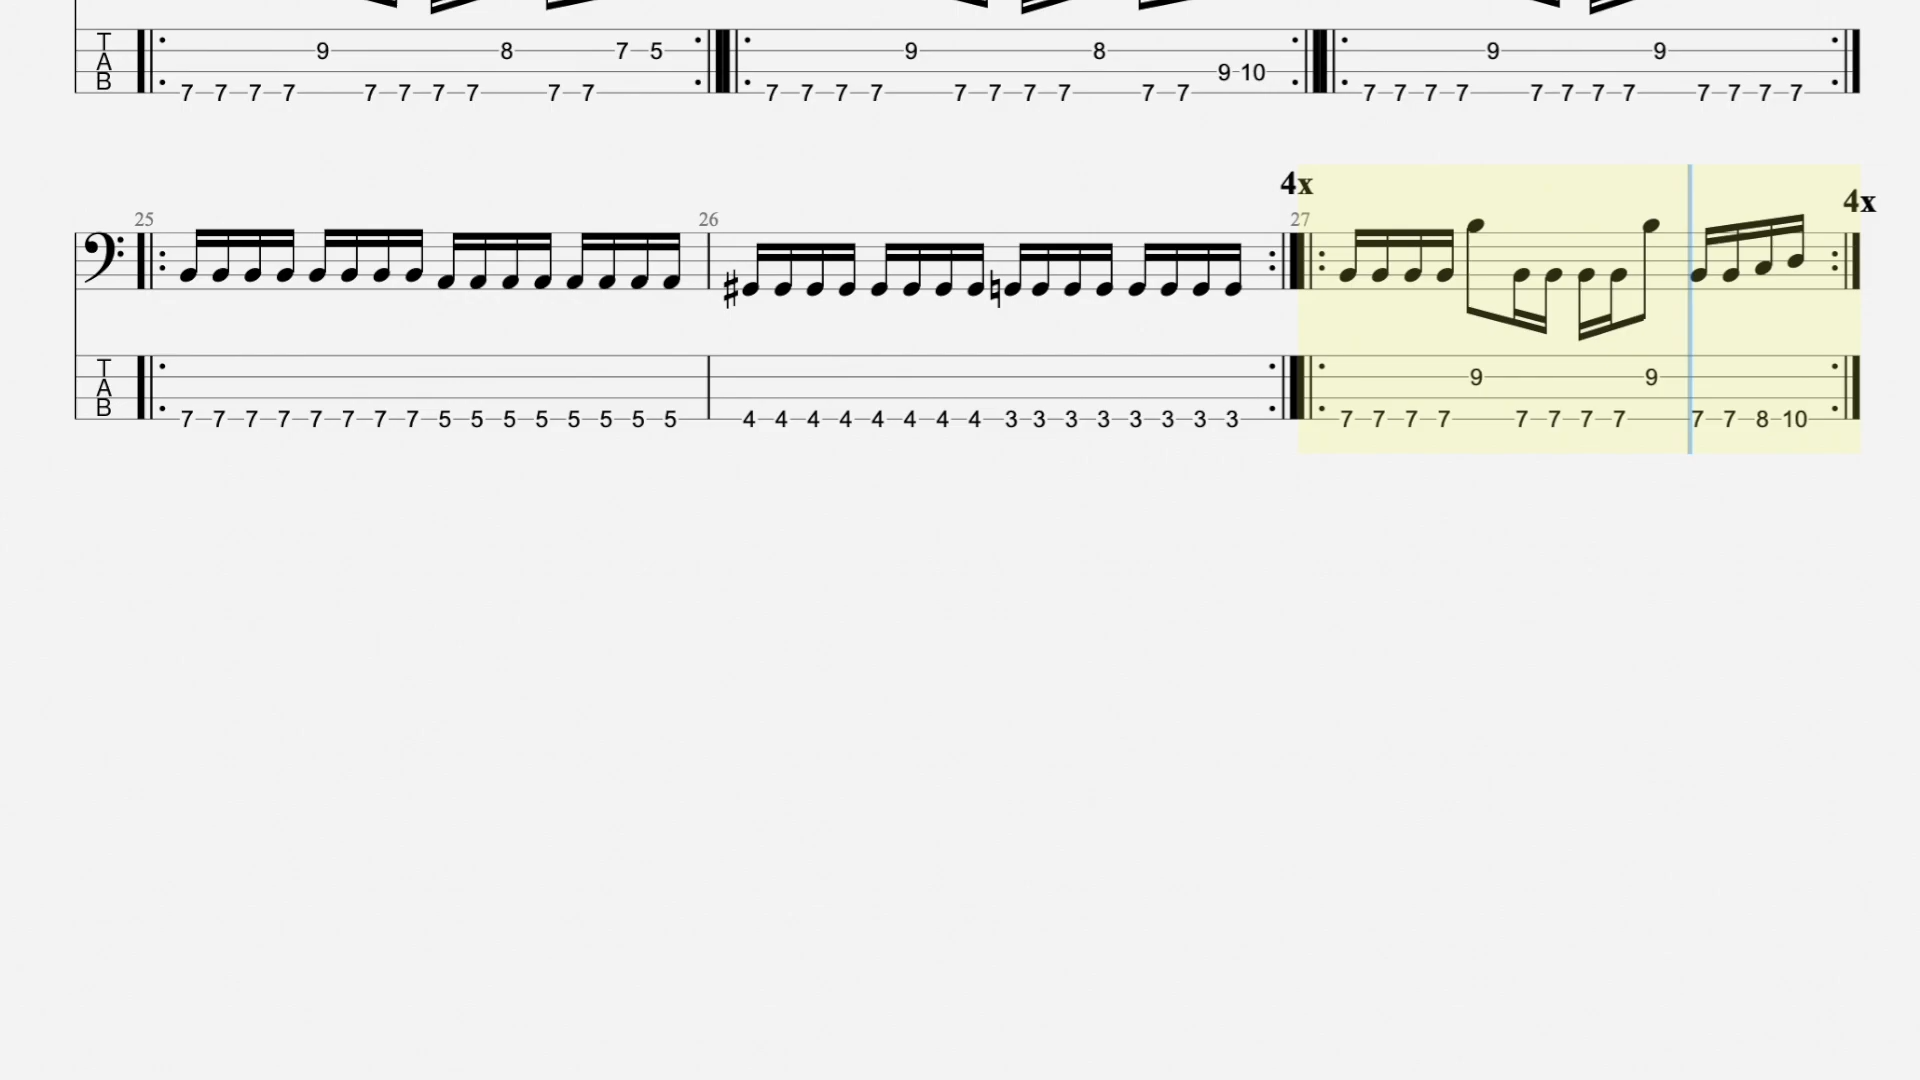 T 9 8 7 5 9 8 9 9
A 9 10
B 7 7 7 7 7 7 7 7 7 7 7 7 7 7 7 7 7 7 7 7 7 7 7 7 7 7 7 7 7 7 7 7
4x 4x
25 26 27
T
A 9 9
B 7 7 7 7 7 7 7 7 5 5 5 5 5 5 5 5 4 4 4 4 4 4 4 4 3 3 3 3 3 3 3 3 7 7 7 7 7 7 7 7 7 7 8 10